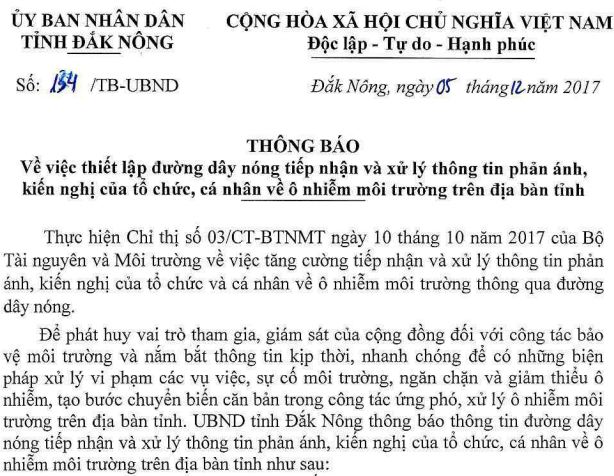 ỦY BAN NHÂN DÂN
TỈNH ĐẮK NÔNG
CỘNG HÒA XÃ HỘI CHỦ NGHĨA VIỆT NAM
Độc lập - Tự do - Hạnh phúc
Số: 134 /TB-UBND
Đắk Nông, ngày 05 tháng 12 năm 2017
THÔNG BÁO
Về việc thiết lập đường dây nóng tiếp nhận và xử lý thông tin phản ánh,
kiến nghị của tổ chức, cá nhân về ô nhiễm môi trường trên địa bàn tỉnh
Thực hiện Chỉ thị số 03/CT-BTNMT ngày 10 tháng 10 năm 2017 của Bộ
Tài nguyên và Môi trường về việc tăng cường tiếp nhận và xử lý thông tin phản
ánh, kiến nghị của tổ chức và cá nhân về ô nhiễm môi trường thông qua đường
dây nóng.
Để phát huy vai trò tham gia, giám sát của cộng đồng đối với công tác bảo
vệ môi trường và nắm bắt thông tin kịp thời, nhanh chóng để có những biện
pháp xử lý vi phạm các vụ việc, sự cố môi trường, ngăn chặn và giảm thiểu ô
nhiễm, tạo bước chuyển biến căn bản trong công tác ứng phó, xử lý ô nhiễm môi
trường trên địa bàn tỉnh. UBND tỉnh Đắk Nông thông báo thông tin đường dây
nóng tiếp nhận và xử lý thông tin phản ánh, kiến nghị của tổ chức, cá nhân về ô
nhiễm môi trường trên địa bàn tỉnh như sau: